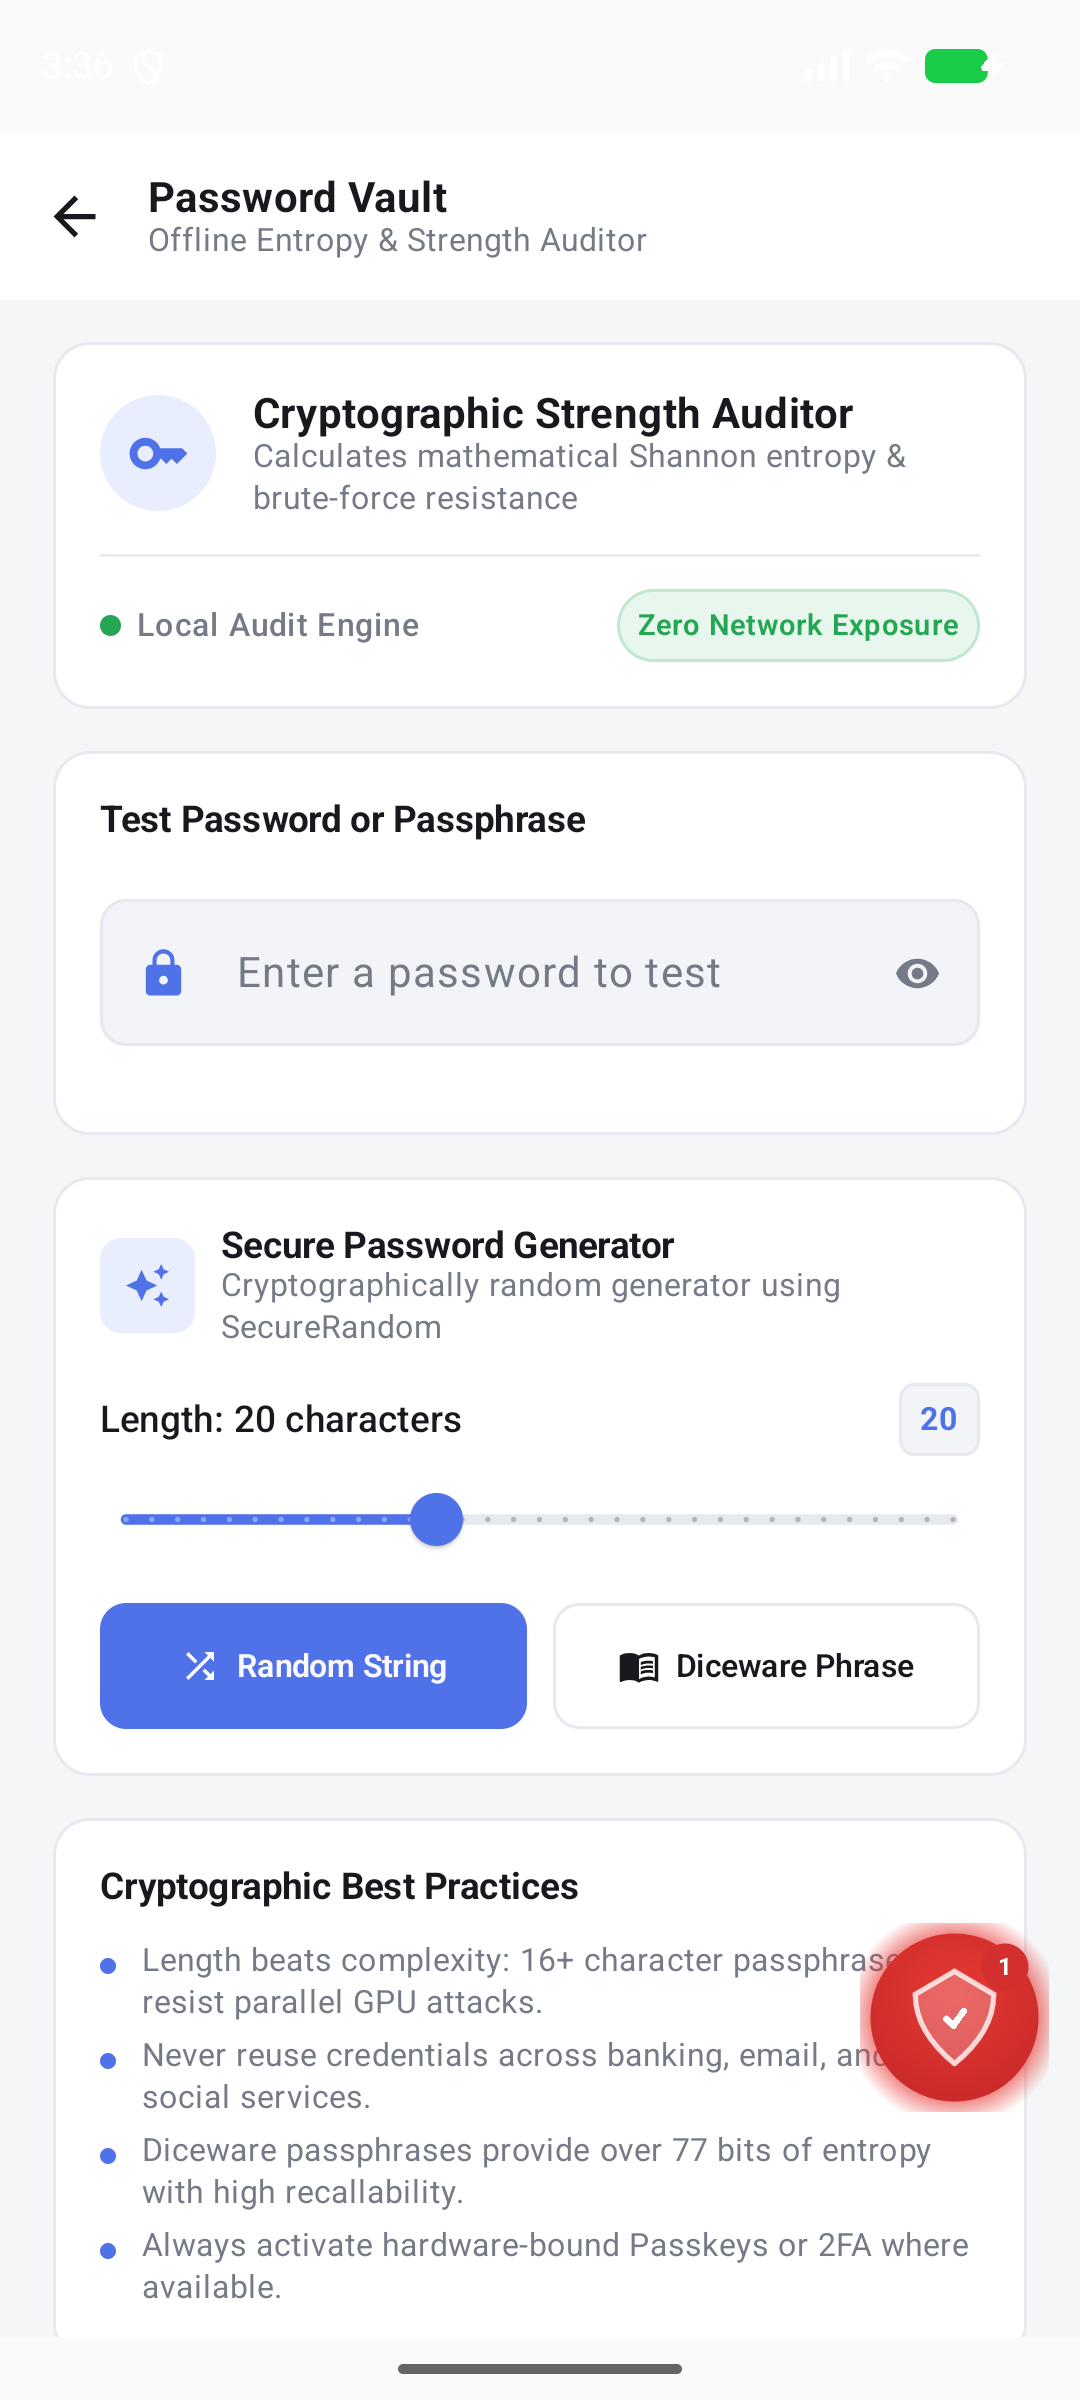 3:36
Password Vault
Offline Entropy & Strength Auditor
Cryptographic Strength Auditor
Calculates mathematical Shannon entropy &
brute-force resistance
Local Audit Engine
Zero Network Exposure
Test Password or Passphrase
Enter a password to test
Secure Password Generator
Cryptographically random generator using
SecureRandom
Length: 20 characters
20
Random String
Diceware Phrase
Cryptographic Best Practices
Length beats complexity: 16+ character passphrase
resist parallel GPU attacks.
1
Never reuse credentials across banking, email, and
social services.
Diceware passphrases provide over 77 bits of entropy
with high recallability.
Always activate hardware-bound Passkeys or 2FA where
available.